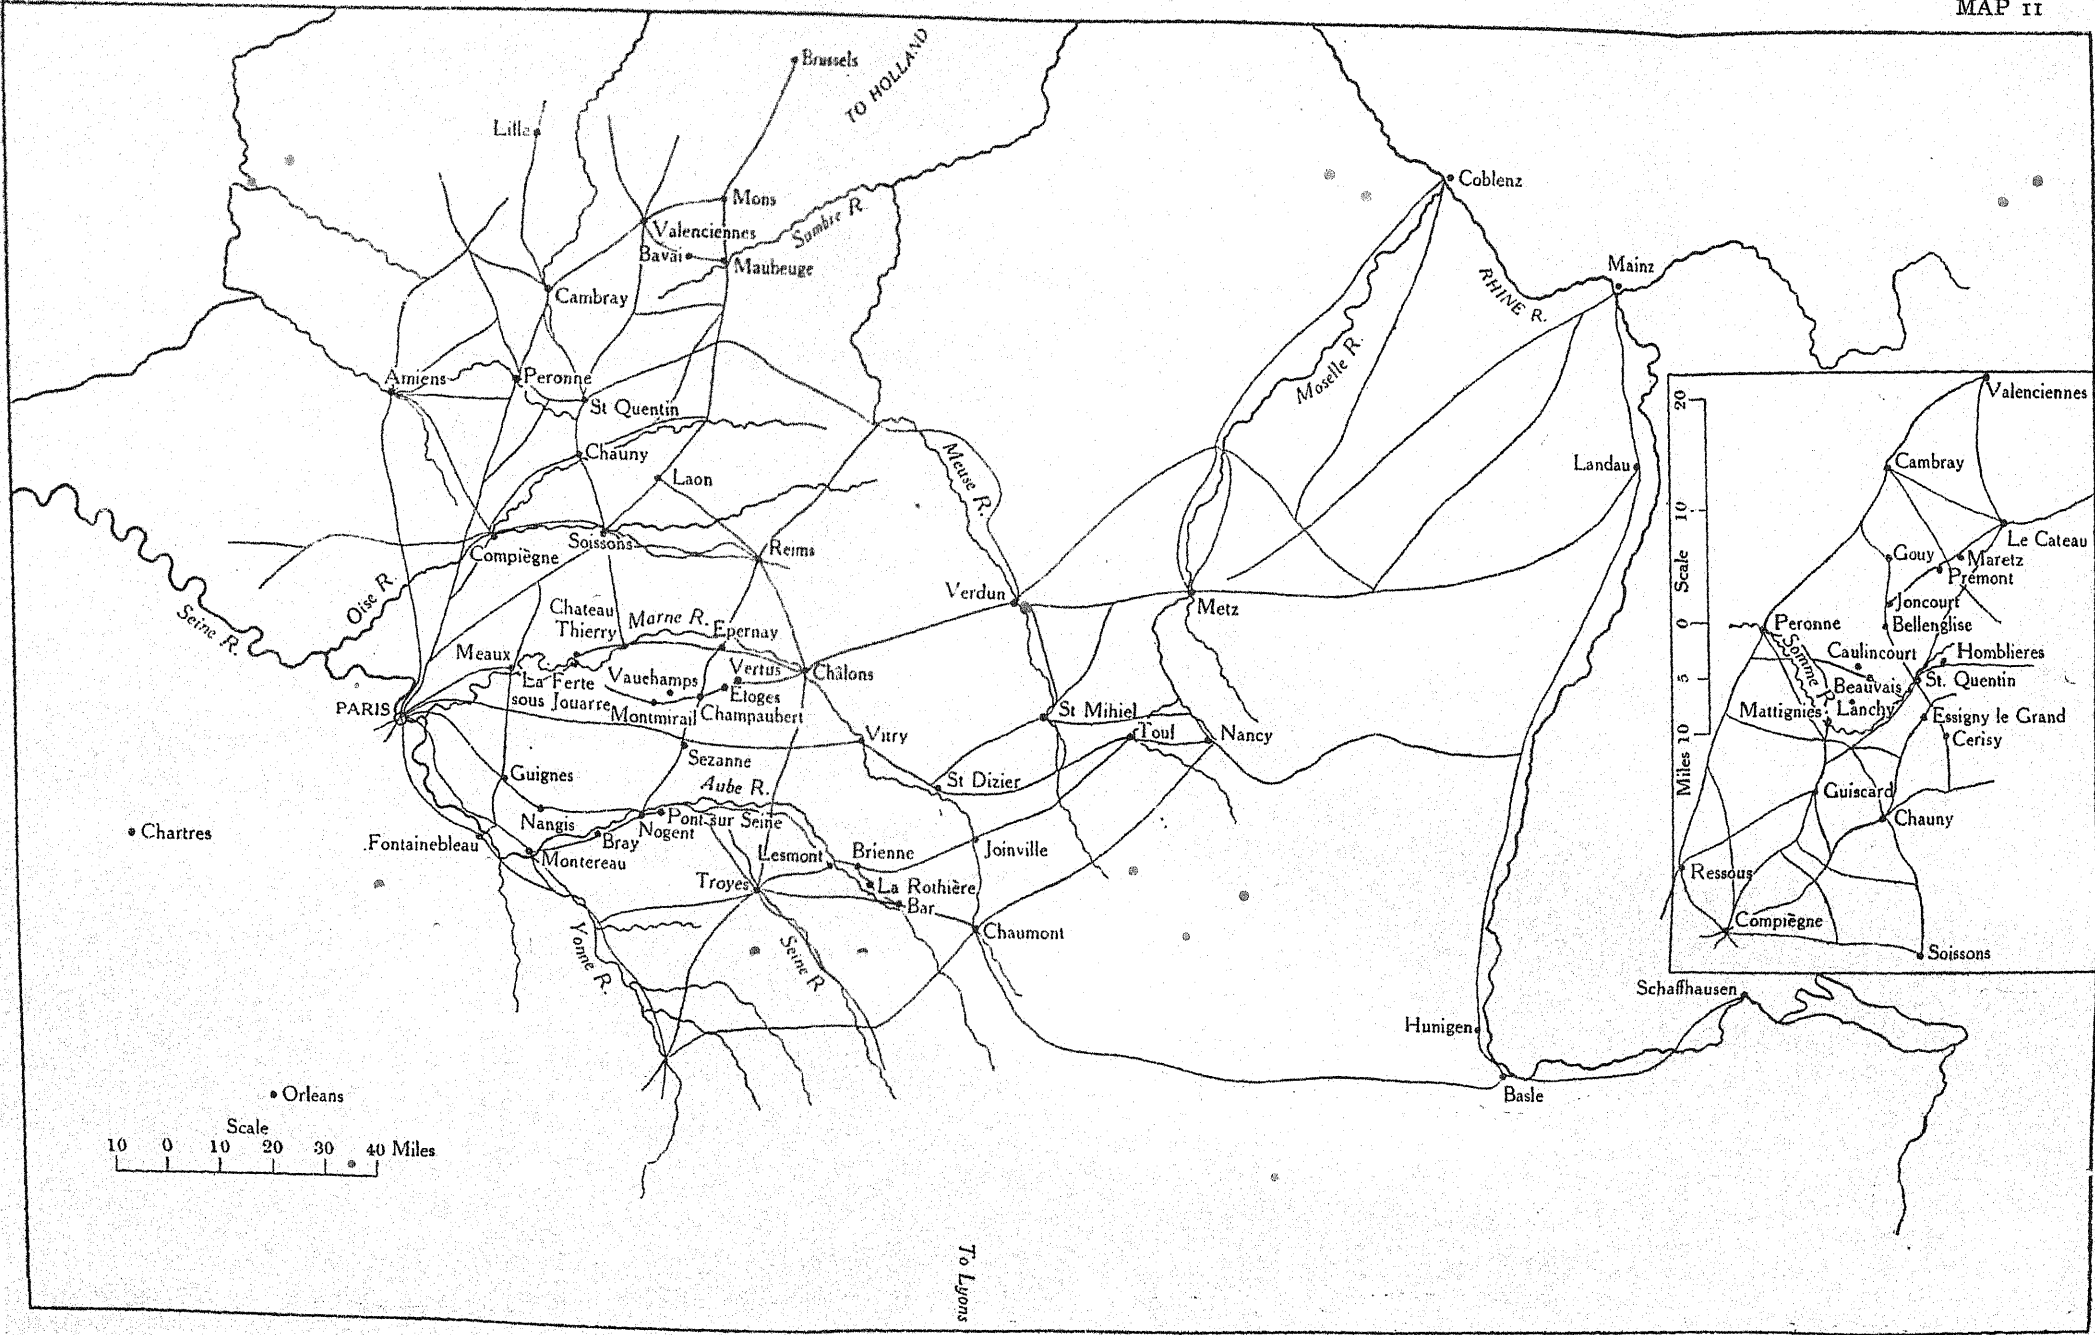 MAP 11
Brussels
TO HOLLAND
Lille
Coblenz
Mons
Sambre R.
Valenciennes
Bavai
Maubeuge
Mainz
RHINE R.
Cambray
Moselle R.
Amiens
Peronne
St Quentin
Chauny
Laon
Meuse R.
Landau
Compiègne
Soissons
Reims
Oise R.
Seine R.
Verdun
Metz
Chateau
Thierry
Marne R.
Epernay
Meaux
La Ferte
sous Jouarre
Vauchamps
Vertus
Etoges
Châlons
Montmirail
Champaubert
PARIS
St Mihiel
Toul
Nancy
Vitry
Sezanne
Guignes
Aube R.
St Dizier
Nangis
Pont sur Seine
Nogent
Bray
Chartres
Fontainebleau
Montereau
Lesmont
Brienne
Joinville
Troyes
La Rothière
Bar
Chaumont
Yonne R.
Seine R
Schaffhausen
Hunigen
Basle
Orleans
Scale
10 0 10 20 30 40 Miles
To Lyons
Valenciennes
20
Cambray
10
Le Cateau
Gouy
Maretz
Prémont
Scale
Joncourt
0
Peronne
Bellenglise
Somme R.
Caulincourt
Homblieres
5
Beauvais
St. Quentin
Mattignies
Lanchy
Essigny le Grand
Miles 10
Cerisy
Guiscard
Chauny
Ressous
Compiègne
Soissons